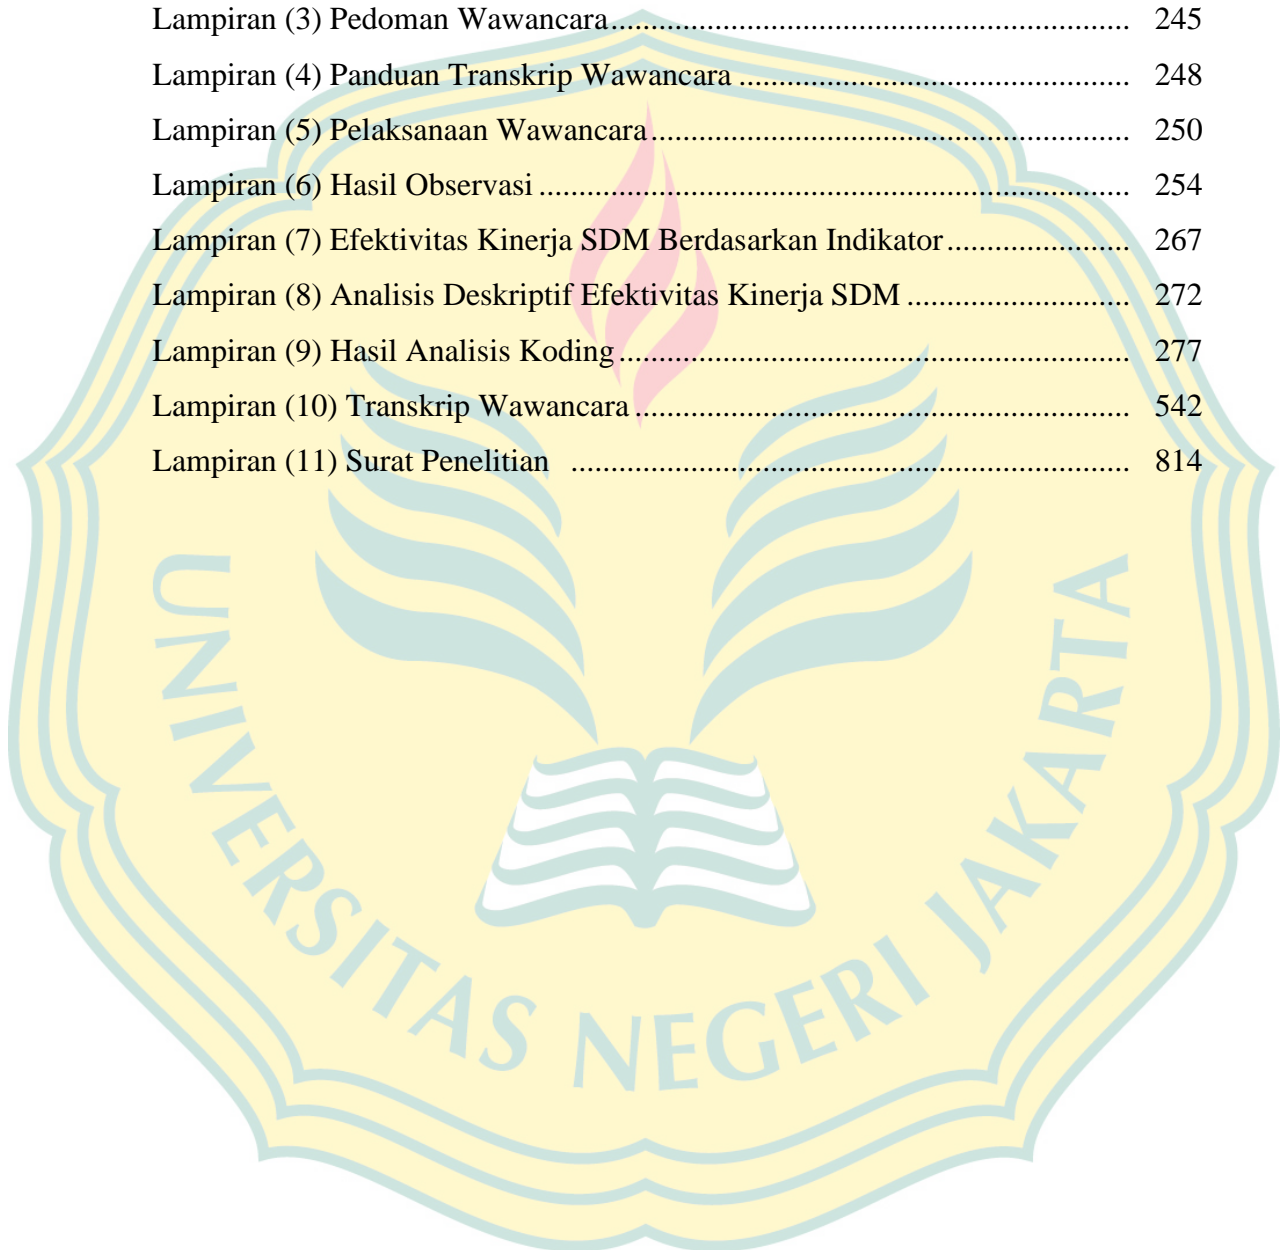 Lampiran (3) Pedoman Wawancara................................................................. 245
Lampiran (4) Panduan Transkrip Wawancara ................................................. 248
Lampiran (5) Pelaksanaan Wawancara............................................................ 250
Lampiran (6) Hasil Observasi .......................................................................... 254
Lampiran (7) Efektivitas Kinerja SDM Berdasarkan Indikator....................... 267
Lampiran (8) Analisis Deskriptif Efektivitas Kinerja SDM ............................ 272
Lampiran (9) Hasil Analisis Koding ................................................................ 277
Lampiran (10) Transkrip Wawancara .............................................................. 542
Lampiran (11) Surat Penelitian ...................................................................... 814
UNIVERSITAS NEGERI JAKARTA